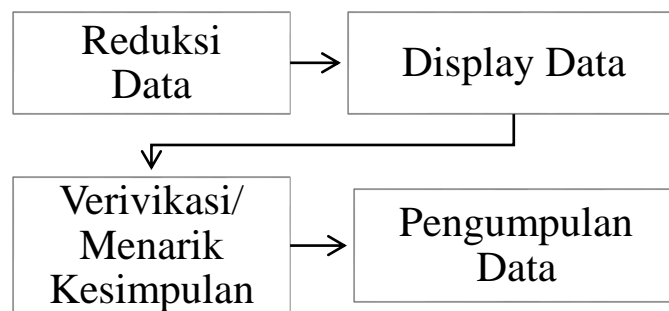 Reduksi
Data
Display Data
Verivikasi/
Menarik
Kesimpulan
Pengumpulan
Data